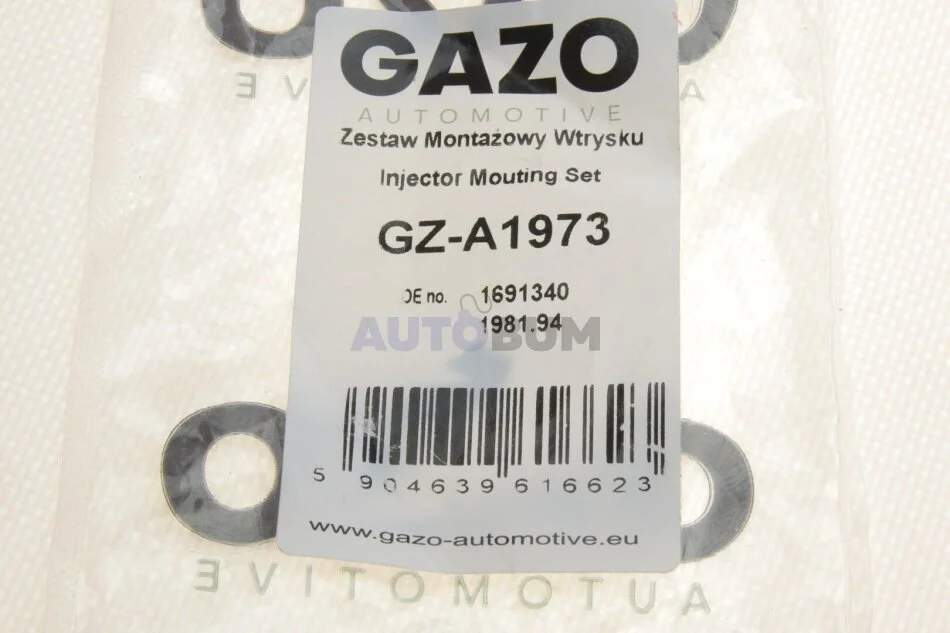 GAZO
AUTOMOTIVE
Zestaw Montażowy Wtrysku
Injector Mouting Set
GZ-A1973
OE no. 1691340
1981.94
AUTOBUM
5 904639 616623
www.gazo-automotive.eu
AUTOMOTIVE